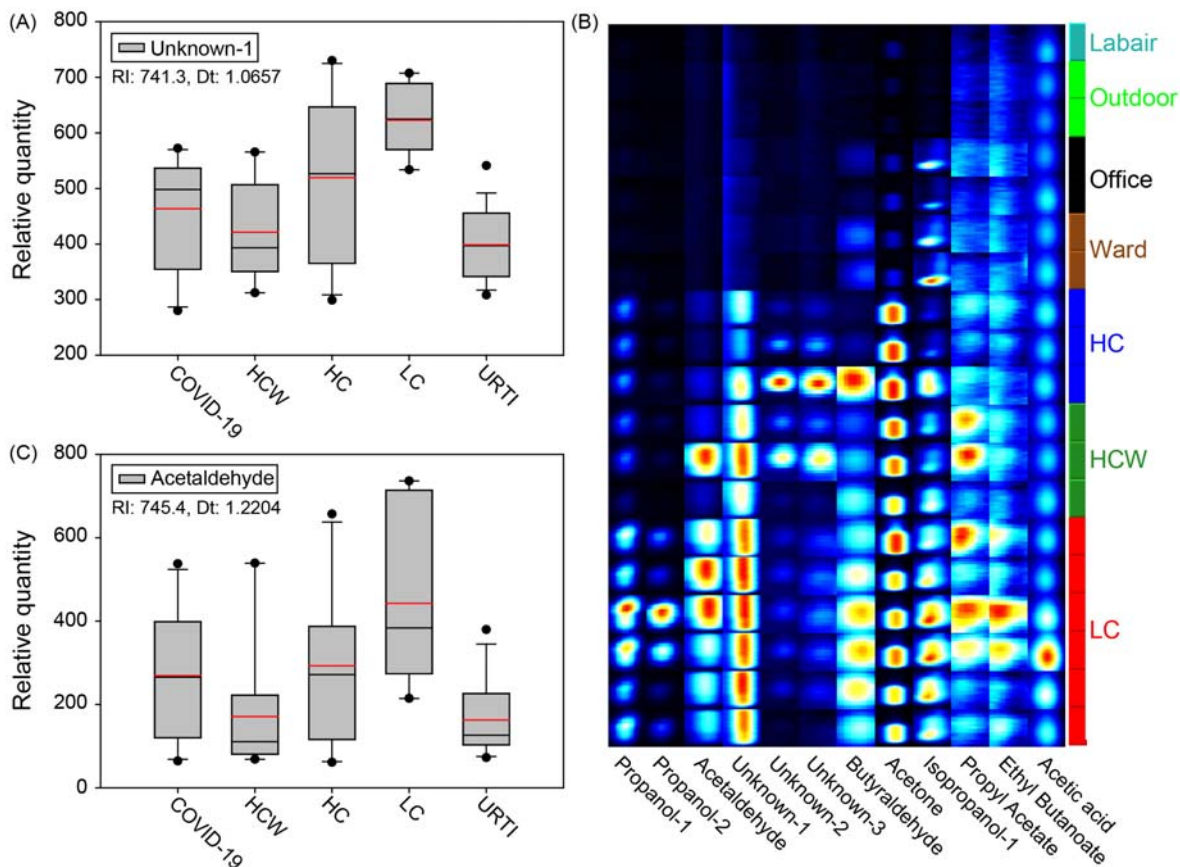 (A)
800
700
600
500
400
300
200
Relative quantity
Unknown-1
RI: 741.3, Dt: 1.0657
COVID-19
HCW
HC
LC
URTI
(C)
800
600
400
200
0
Relative quantity
Acetaldehyde
RI: 745.4, Dt: 1.2204
COVID-19
HCW
HC
LC
URTI
(B)
Labair
Outdoor
Office
Ward
HC
HCW
LC
Propanol-1
Propanol-2
Acetaldehyde
Unknown-1
Unknown-2
Unknown-3
Butyraldehyde
Acetone
Isopropanol-1
Propyl Acetate
Ethyl Butanoate
Acetic acid